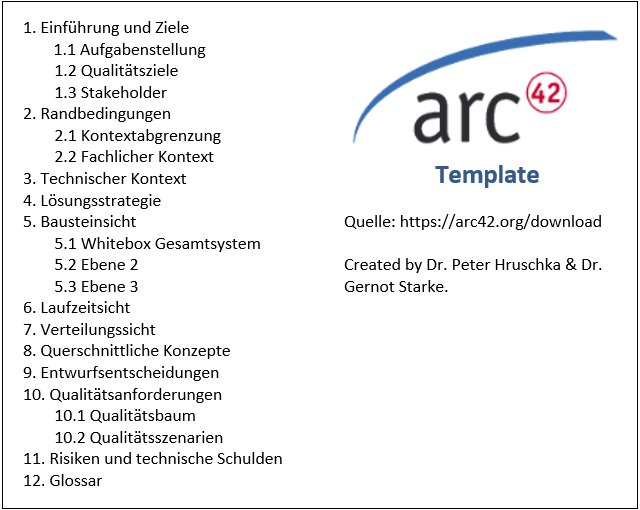 1. Einführung und Ziele
1.1 Aufgabenstellung
1.2 Qualitätsziele
1.3 Stakeholder
2. Randbedingungen
2.1 Kontextabgrenzung
2.2 Fachlicher Kontext
3. Technischer Kontext
4. Lösungsstrategie
5. Bausteinsicht
5.1 Whitebox Gesamtsystem
5.2 Ebene 2
5.3 Ebene 3
6. Laufzeitsicht
7. Verteilungssicht
8. Querschnittliche Konzepte
9. Entwurfsentscheidungen
10. Qualitätsanforderungen
10.1 Qualitätsbaum
10.2 Qualitätsszenarien
11. Risiken und technische Schulden
12. Glossar
arc 42
Template
Quelle: https://arc42.org/download
Created by Dr. Peter Hruschka & Dr.
Gernot Starke.